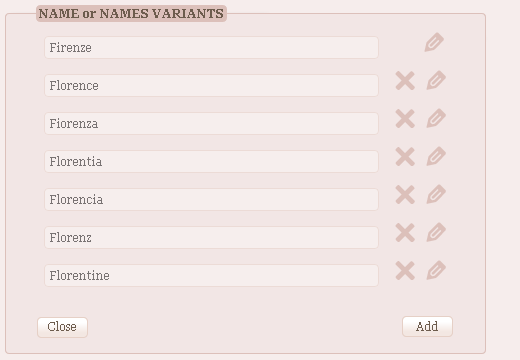 NAME or NAMES VARIANTS
Firenze
Florence
Fiorenza
Florentia
Florencia
Florenz
Florentine
Close
Add